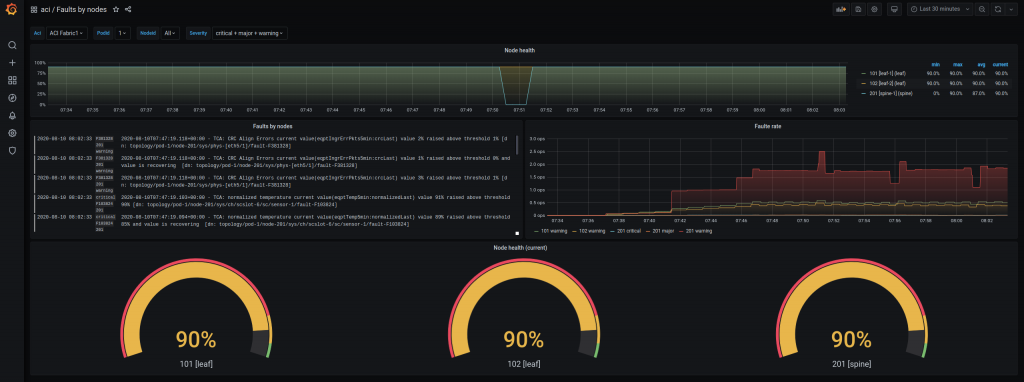 aci / Faults by nodes
Last 30 minutes
Aci ACI Fabric1 PodId 1 NodeId All Severity critical + major + warning
Node health
100%
75%
50%
25%
0%
07:34 07:35 07:36 07:37 07:38 07:39 07:40 07:41 07:42 07:43 07:44 07:45 07:46 07:47 07:48 07:49 07:50 07:51 07:52 07:53 07:54 07:55 07:56 07:57 07:58 07:59 08:00 08:01 08:02 08:03
min max avg current
101 [leaf-1] (leaf) 90.0% 90.0% 90.0% 90.0%
102 [leaf-2] (leaf) 90.0% 90.0% 90.0% 90.0%
201 [spine-1] (spine) 0% 90.0% 87.0% 90.0%
Faults by nodes
2020-08-10 08:02:33 F381328 2020-08-10T07:47:19.110+00:00 - TCA: CRC Align Errors current value(eqptIngrErrPkts5min:crcLast) value 2% raised above threshold 1% [d
201 n: topology/pod-1/node-201/sys/phys-[eth5/1]/fault-F381328]
warning
2020-08-10 08:02:33 F381328 2020-08-10T07:47:19.110+00:00 - TCA: CRC Align Errors current value(eqptIngrErrPkts5min:crcLast) value 1% raised above threshold 0% and
201 value is recovering [dn: topology/pod-1/node-201/sys/phys-[eth5/1]/fault-F381328]
warning
2020-08-10 08:02:33 F381328 2020-08-10T07:47:19.110+00:00 - TCA: CRC Align Errors current value(eqptIngrErrPkts5min:crcLast) value 3% raised above threshold 1% [d
201 n: topology/pod-1/node-201/sys/phys-[eth5/1]/fault-F381328]
warning
2020-08-10 08:02:33 critical 2020-08-10T07:47:19.103+00:00 - TCA: normalized temperature current value(eqptTemp5min:normalizedLast) value 91% raised above threshold
F103824 90% [dn: topology/pod-1/node-201/sys/ch/scslot-6/sc/sensor-1/fault-F103824]
201
2020-08-10 08:02:33 critical 2020-08-10T07:47:19.094+00:00 - TCA: normalized temperature current value(eqptTemp5min:normalizedLast) value 89% raised above threshold
F103824 85% and value is recovering [dn: topology/pod-1/node-201/sys/ch/scslot-6/sc/sensor-1/fault-F103824]
201
Faulte rate
3.0 ops
2.5 ops
2.0 ops
1.5 ops
1.0 ops
0.5 ops
0 ops
07:34 07:36 07:38 07:40 07:42 07:44 07:46 07:48 07:50 07:52 07:54 07:56 07:58 08:00 08:02
101 warning 102 warning 201 critical 201 major 201 warning
Node health (current)
90%
101 [leaf]
90%
102 [leaf]
90%
201 [spine]